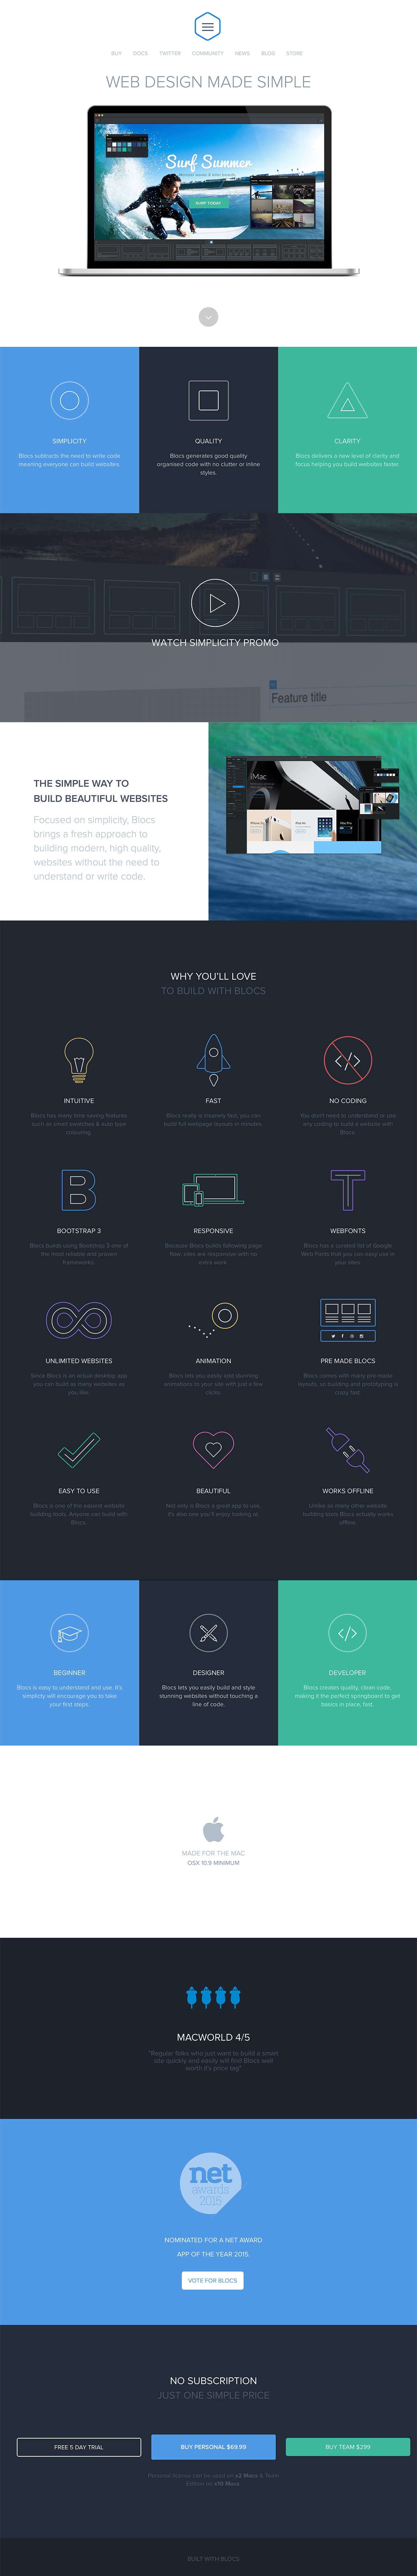 BUY DOCS TWITTER COMMUNITY NEWS BLOG STORE
WEB DESIGN MADE SIMPLE
Surf Summer
SURF TODAY
SIMPLICITY
Blocs subtracts the need to write code
meaning everyone can build websites.
QUALITY
Blocs generates good quality
organised code with no clutter or inline
styles.
CLARITY
Blocs delivers a new level of clarity and
focus helping you build websites faster.
WATCH SIMPLICITY PROMO
Feature title
THE SIMPLE WAY TO
BUILD BEAUTIFUL WEBSITES
Focused on simplicity, Blocs
brings a fresh approach to
building modern, high quality,
websites without the need to
understand or write code.
iMac
WHY YOU'LL LOVE
TO BUILD WITH BLOCS
INTUITIVE
Blocs has many time saving features
such as smart swatches & auto type
colouring.
FAST
Blocs really is insanely fast, you can
build full webpage layouts in minutes.
NO CODING
You don't need to understand or use
any coding to build a website with
Blocs.
BOOTSTRAP 3
Blocs builds using Bootstrap 3 one of
the most reliable and proven
frameworks.
RESPONSIVE
Because Blocs builds following page
flow, sites are responsive with no
extra work.
WEBFONTS
Blocs has a curated list of Google
Web Fonts that you can easy use in
your sites.
UNLIMITED WEBSITES
Since Blocs is an actual desktop app
you can build as many websites as
you like.
ANIMATION
Blocs lets you easily add stunning
animations to your site with just a few
clicks.
PRE MADE BLOCS
Blocs comes with many pre-made
layouts, so building and prototyping is
crazy fast.
EASY TO USE
Blocs is one of the easiest website
building tools. Anyone can build with
Blocs.
BEAUTIFUL
Not only is Blocs a great app to use,
it's also one you'll enjoy looking at.
WORKS OFFLINE
Unlike so many other website
building tools Blocs actually works
offline.
BEGINNER
Blocs is easy to understand and use. It's
simplicty will encourage you to take
your first steps.
DESIGNER
Blocs lets you easily build and style
stunning websites without touching a
line of code.
DEVELOPER
Blocs creates quality, clean code,
making it the perfect springboard to get
basics in place, fast.
MADE FOR THE MAC
OSX 10.9 MINIMUM
MACWORLD 4/5
"Regular folks who just want to build a smart
site quickly and easily will find Blocs well
worth it's price tag".
net
awards
2015
NOMINATED FOR A NET AWARD
APP OF THE YEAR 2015.
VOTE FOR BLOCS
NO SUBSCRIPTION
JUST ONE SIMPLE PRICE
FREE 5 DAY TRIAL
BUY PERSONAL $69.99
BUY TEAM $299
Personal licence can be used on x2 Macs & Team
Edition on x10 Macs
BUILT WITH BLOCS